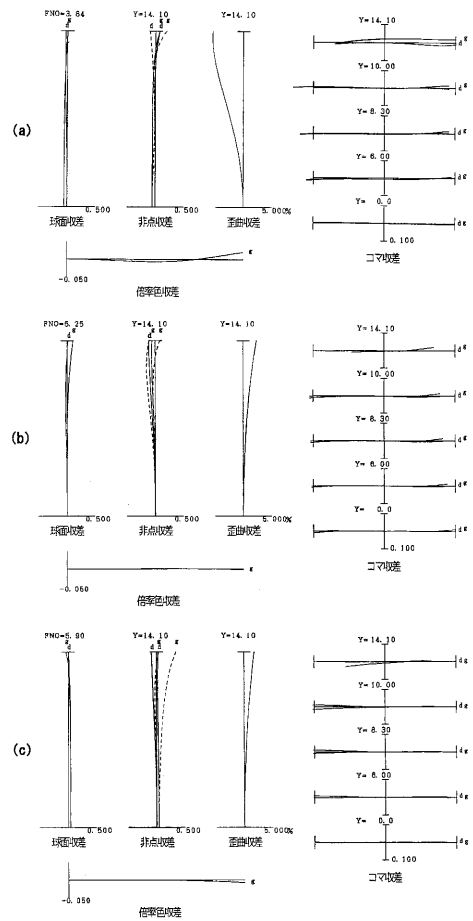 (a)
FNO=3.64
d g
0.500
球面収差
Y=14.10
d d g g
0.500
非点収差
Y=14.10
5.000%
歪曲収差
g
-0.050
倍率色収差
Y=14.10
d g
Y=10.00
d g
Y=8.30
d g
Y=6.00
d g
Y= 0.0
d g
0.100
コマ収差
(b)
FNO=5.25
d g
0.500
球面収差
Y=14.10
d g g
0.500
非点収差
Y=14.10
5.000%
歪曲収差
g
-0.050
倍率色収差
Y=14.10
d g
Y=10.00
d g
Y=8.30
d g
Y=6.00
d g
Y= 0.0
d g
0.100
コマ収差
(c)
FNO=5.90
g
d
0.500
球面収差
Y=14.10
d g d g
0.500
非点収差
Y=14.10
5.000%
歪曲収差
g
-0.050
倍率色収差
Y=14.10
d g
Y=10.00
d g
Y=8.30
d g
Y=6.00
d g
Y= 0.0
d g
0.100
コマ収差